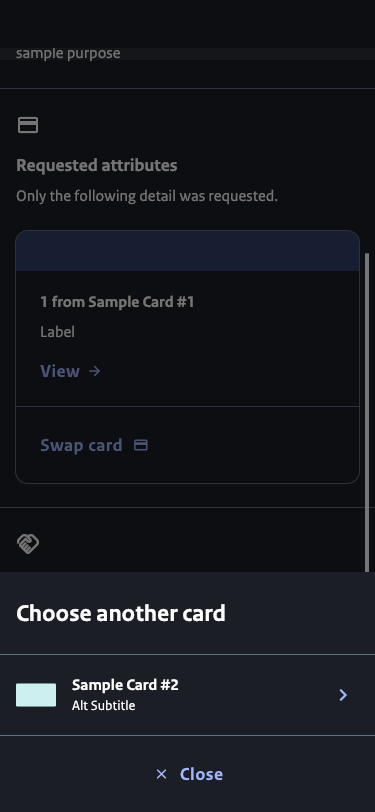 sample purpose
Requested attributes
Only the following detail was requested.
1 from Sample Card #1
Label
View
Swap card
Choose another card
Sample Card #2
Alt Subtitle
Close